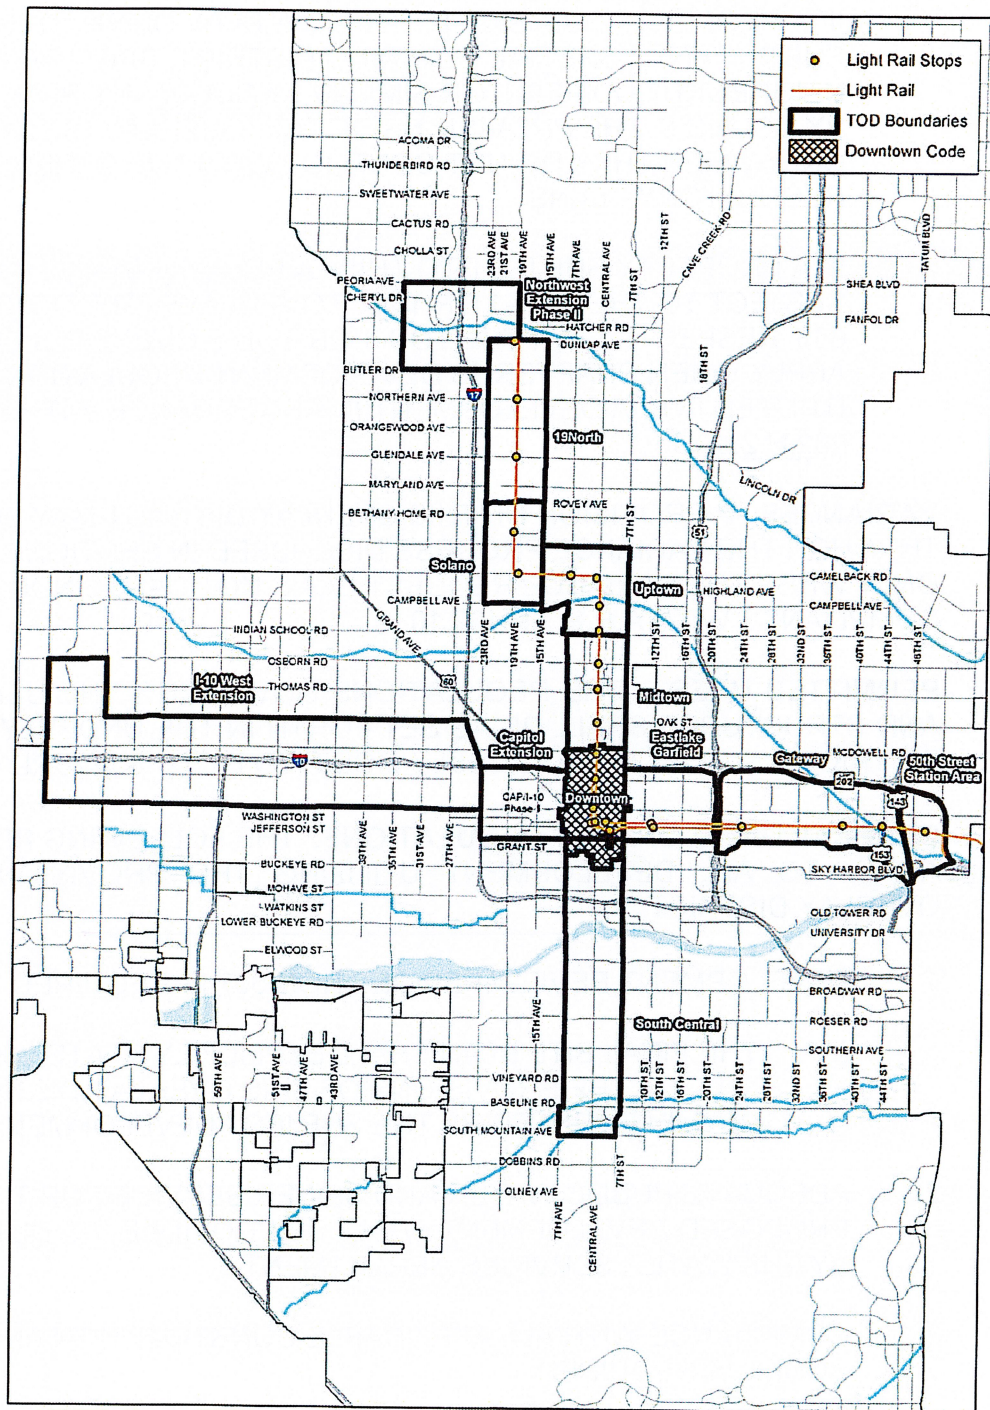 Light Rail Stops
Light Rail
TOD Boundaries
Downtown Code
ACOMA DR
THUNDERBIRD RD
SWEETWATER AVE
CACTUS RD
CHOLLA ST
23RD AVE
21ST AVE
19TH AVE
15TH AVE
7TH AVE
CENTRAL AVE
7TH ST
12TH ST
CAVE CREEK RD
TATUM BLVD
PEORIA AVE
CHERYL DR
Northwest
Extension
Phase II
SHEA BLVD
HATCHER RD
FANFOL DR
DUNLAP AVE
BUTLER DR
18TH ST
17
NORTHERN AVE
ORANGEWOOD AVE
19North
GLENDALE AVE
MARYLAND AVE
LINCOLN DR
ROVEY AVE
BETHANY HOME RD
7TH ST
51
Solano
CAMELBACK RD
Uptown
HIGHLAND AVE
CAMPBELL AVE
CAMPBELL AVE
GRAND AVE
INDIAN SCHOOL RD
23RD AVE
19TH AVE
15TH AVE
12TH ST
16TH ST
20TH ST
24TH ST
28TH ST
32ND ST
36TH ST
40TH ST
44TH ST
48TH ST
OSBORN RD
I-10 West
Extension
THOMAS RD
60
Midtown
OAK ST
Capitol
Extension
Eastlake
Garfield
MCDOWELL RD
Gateway
50th Street
Station Area
10
202
143
CAP/I-10
Phase I
Downtown
WASHINGTON ST
JEFFERSON ST
39TH AVE
35TH AVE
31ST AVE
27TH AVE
GRANT ST
153
BUCKEYE RD
SKY HARBOR BLVD
MOHAVE ST
WATKINS ST
LOWER BUCKEYE RD
OLD TOWER RD
UNIVERSITY DR
ELWOOD ST
BROADWAY RD
15TH AVE
South Central
ROESER RD
SOUTHERN AVE
59TH AVE
51ST AVE
47TH AVE
43RD AVE
VINEYARD RD
10TH ST
12TH ST
16TH ST
20TH ST
24TH ST
28TH ST
32ND ST
36TH ST
40TH ST
44TH ST
BASELINE RD
SOUTH MOUNTAIN AVE
DOBBINS RD
7TH ST
OLNEY AVE
7TH AVE
CENTRAL AVE